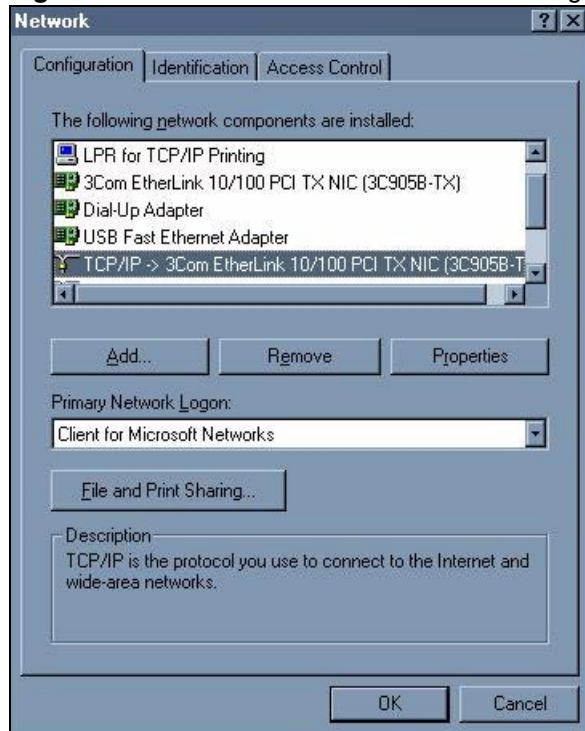 Network
Configuration
Identification
Access Control
The following network components are installed:
LPR for TCP/IP Printing
3Com EtherLink 10/100 PCI TX NIC (3C905B-TX)
Dial-Up Adapter
USB Fast Ethernet Adapter
TCP/IP -> 3Com EtherLink 10/100 PCI TX NIC (3C905B-T
Add...
Remove
Properties
Primary Network Logon:
Client for Microsoft Networks
File and Print Sharing...
Description
TCP/IP is the protocol you use to connect to the Internet and
wide-area networks.
OK
Cancel